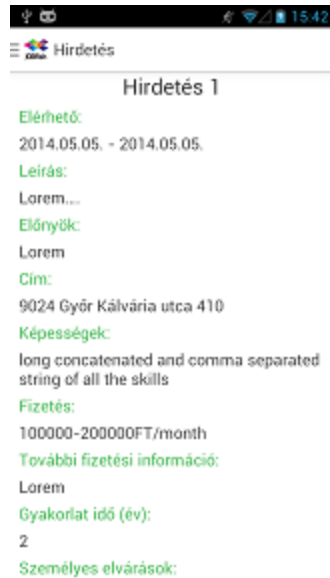 15:42
Hirdetés
Hirdetés 1
Elérhető:
2014.05.05. - 2014.05.05.
Leírás:
Lorem....
Előnyök:
Lorem
Cím:
9024 Győr Kálvária utca 410
Képességek:
long concatenated and comma separated
string of all the skills
Fizetés:
100000-200000FT/month
További fizetési információ:
Lorem
Gyakorlat idő (év):
2
Személyes elvárások: